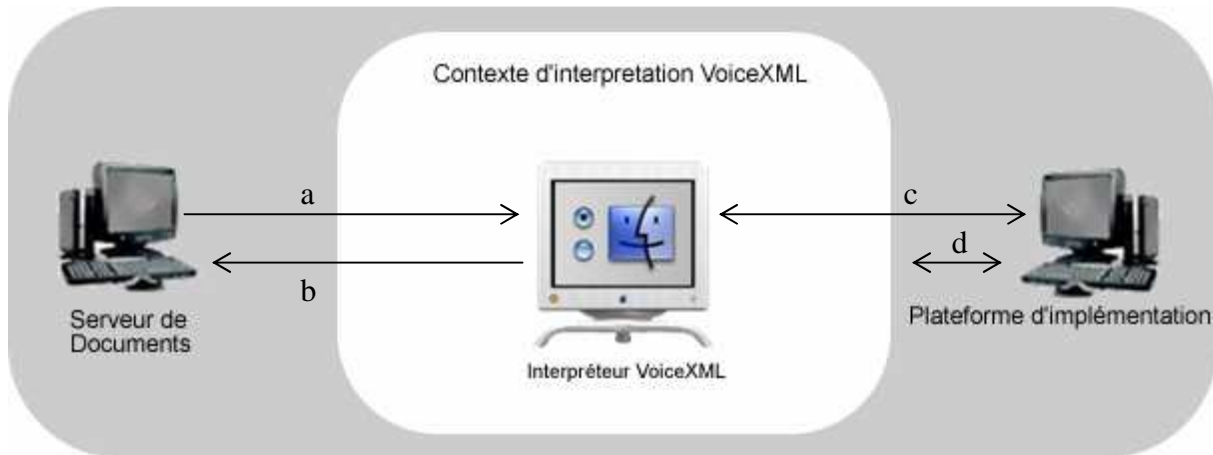 Contexte d'interpretation VoiceXML
a
c
d
b
Serveur de
Documents
Plateforme d'implémentation
Interpréteur VoiceXML